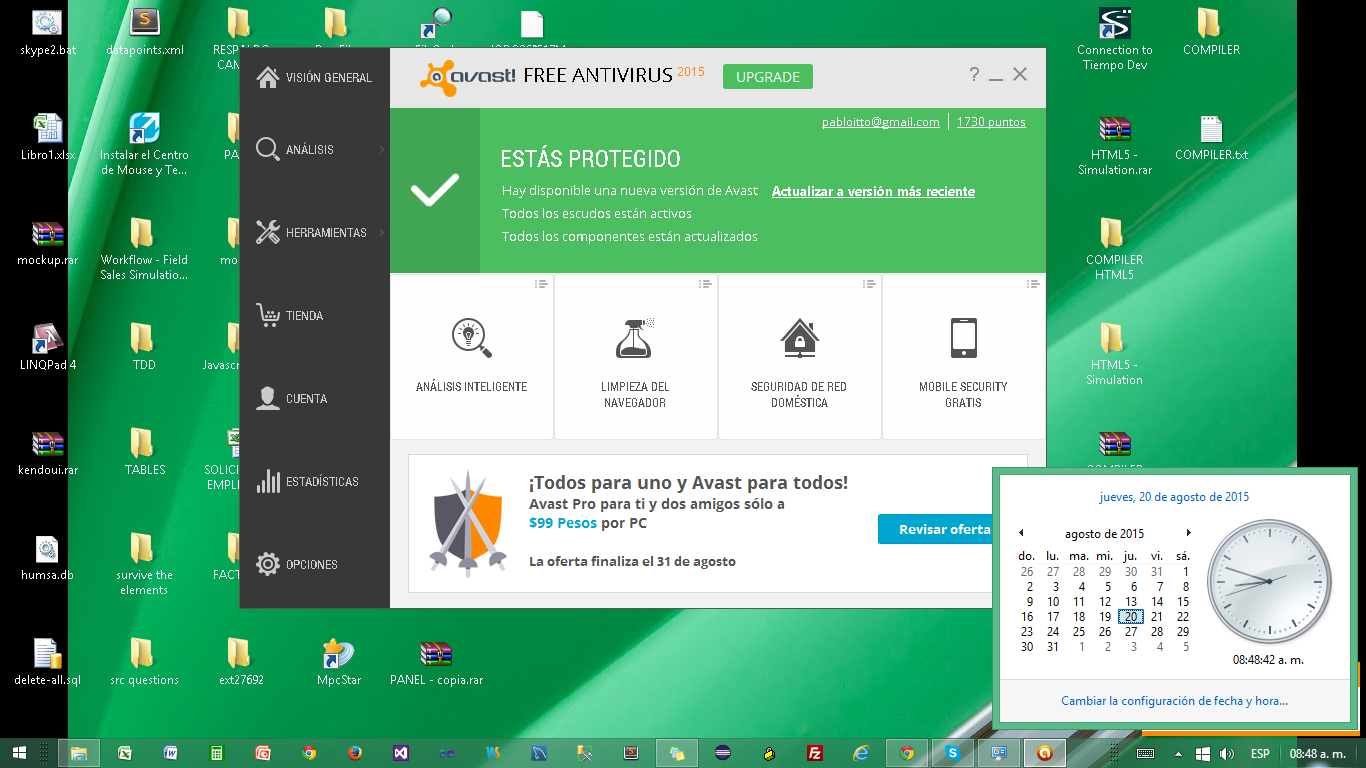 skype2.bat
datapoints.xml
Connection to
Tiempo Dev
COMPILER
Libro1.xlsx
Instalar el Centro
de Mouse y Te...
HTML5 -
Simulation.rar
COMPILER.txt
mockup.rar
Workflow - Field
Sales Simulatio...
COMPILER
HTML5
LINQPad 4
TDD
HTML5 -
Simulation
kendoui.rar
TABLES
humsa.db
survive the
elements
delete-all.sql
src questions
ext27692
MpcStar
PANEL - copia.rar
VISIÓN GENERAL
ANÁLISIS
HERRAMIENTAS
TIENDA
CUENTA
ESTADÍSTICAS
OPCIONES
avast! FREE ANTIVIRUS 2015
UPGRADE
?
pabloitto@gmail.com
1730 puntos
ESTÁS PROTEGIDO
Hay disponible una nueva versión de Avast
Actualizar a versión más reciente
Todos los escudos están activos
Todos los componentes están actualizados
ANÁLISIS INTELIGENTE
LIMPIEZA DEL
NAVEGADOR
SEGURIDAD DE RED
DOMÉSTICA
MOBILE SECURITY
GRATIS
¡Todos para uno y Avast para todos!
Avast Pro para ti y dos amigos sólo a
$99 Pesos por PC
La oferta finaliza el 31 de agosto
Revisar oferta
jueves, 20 de agosto de 2015
agosto de 2015
do. lu. ma. mi. ju. vi. sá.
26 27 28 29 30 31 1
2 3 4 5 6 7 8
9 10 11 12 13 14 15
16 17 18 19 20 21 22
23 24 25 26 27 28 29
30 31 1 2 3 4 5
08:48:42 a. m.
Cambiar la configuración de fecha y hora...
ESP
08:48 a. m.